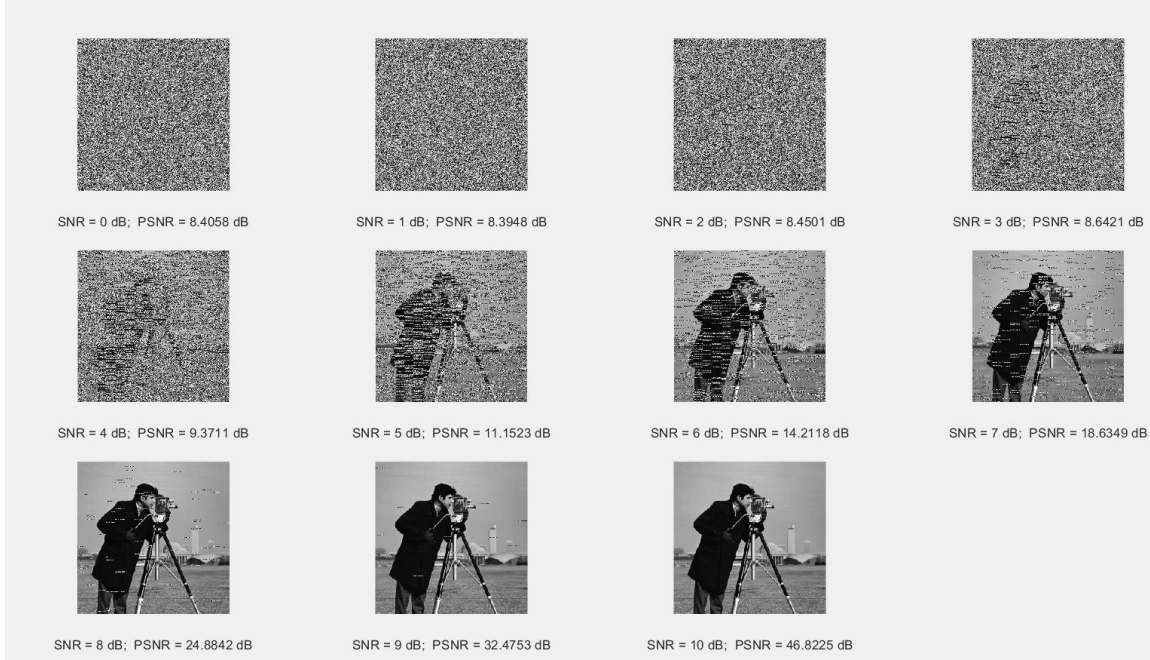 SNR = 0 dB;  PSNR = 8.4058 dB
SNR = 1 dB;  PSNR = 8.3948 dB
SNR = 2 dB;  PSNR = 8.4501 dB
SNR = 3 dB;  PSNR = 8.6421 dB
SNR = 4 dB;  PSNR = 9.3711 dB
SNR = 5 dB;  PSNR = 11.1523 dB
SNR = 6 dB;  PSNR = 14.2118 dB
SNR = 7 dB;  PSNR = 18.6349 dB
SNR = 8 dB;  PSNR = 24.8842 dB
SNR = 9 dB;  PSNR = 32.4753 dB
SNR = 10 dB;  PSNR = 46.8225 dB